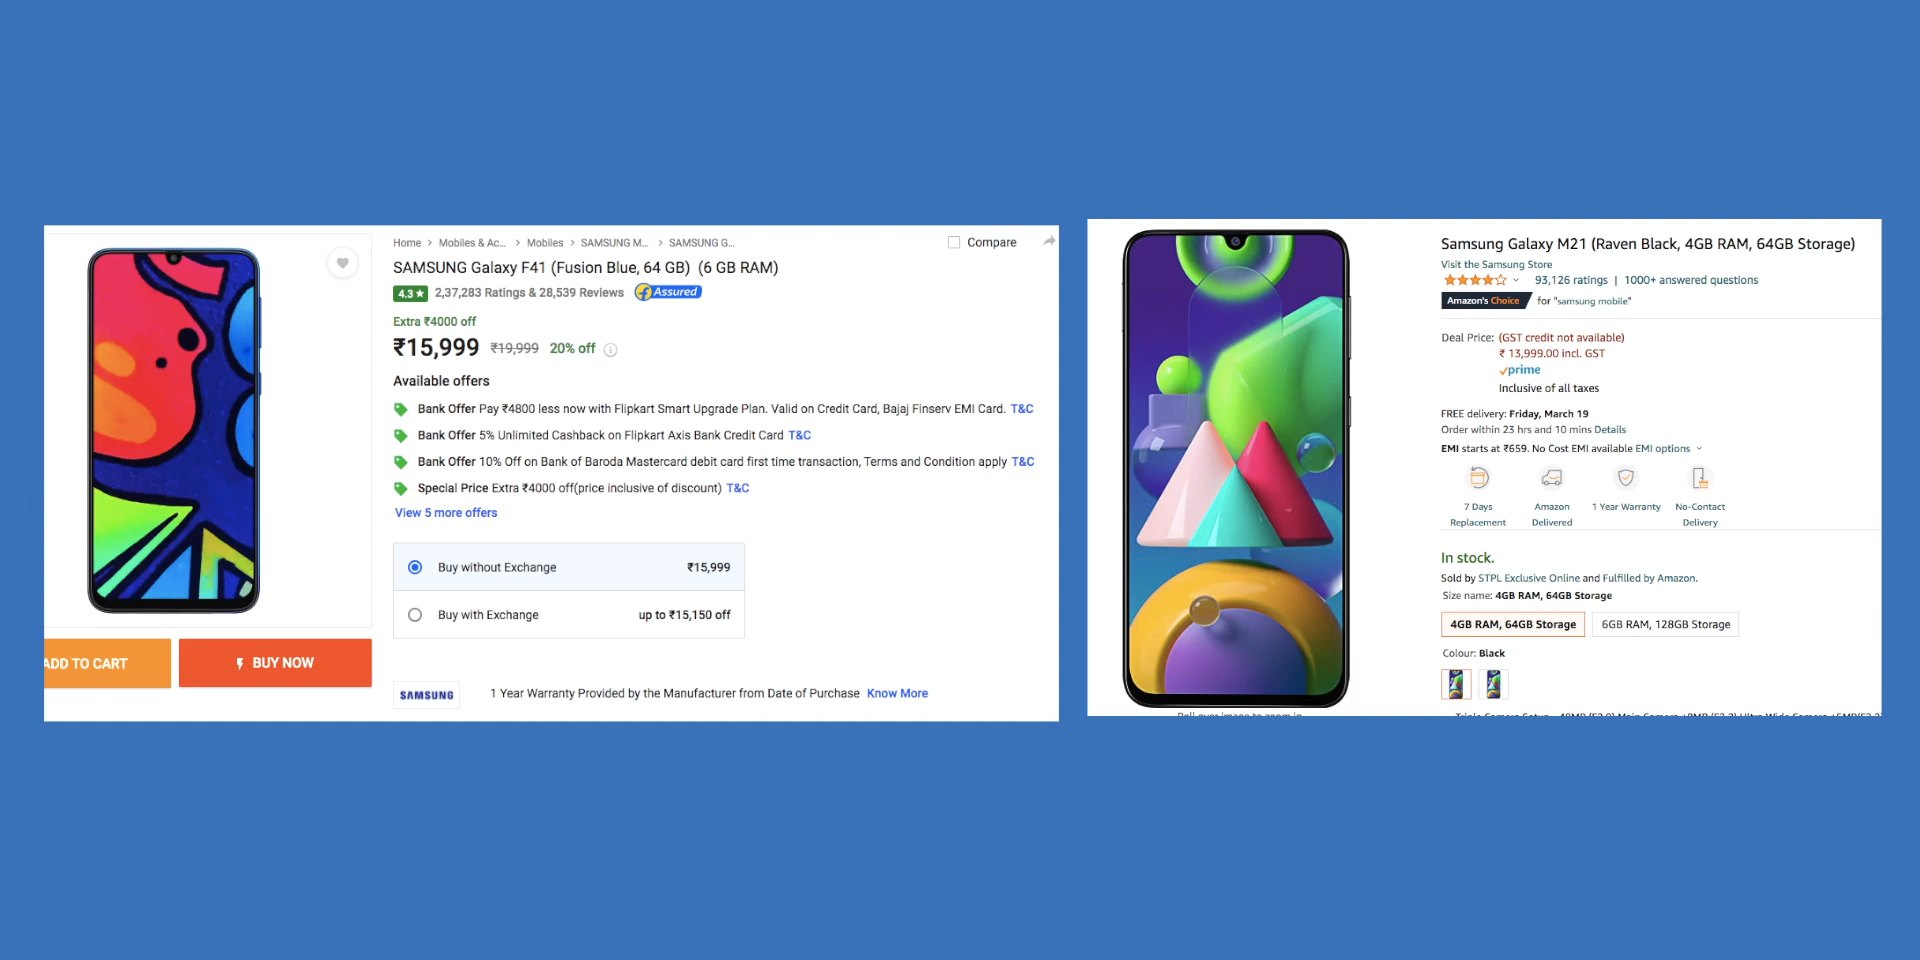 Home > Mobiles & Ac... > Mobiles > SAMSUNG M... > SAMSUNG G...
Compare
SAMSUNG Galaxy F41 (Fusion Blue, 64 GB) (6 GB RAM)
4.3★ 2,37,283 Ratings & 28,539 Reviews Assured
Extra ₹4000 off
₹15,999 ₹19,999 20% off
Available offers
Bank Offer Pay ₹4800 less now with Flipkart Smart Upgrade Plan. Valid on Credit Card, Bajaj Finserv EMI Card. T&C
Bank Offer 5% Unlimited Cashback on Flipkart Axis Bank Credit Card T&C
Bank Offer 10% Off on Bank of Baroda Mastercard debit card first time transaction, Terms and Condition apply T&C
Special Price Extra ₹4000 off(price inclusive of discount) T&C
View 5 more offers
Buy without Exchange ₹15,999
Buy with Exchange up to ₹15,150 off
ADD TO CART
BUY NOW
SAMSUNG
1 Year Warranty Provided by the Manufacturer from Date of Purchase Know More
Samsung Galaxy M21 (Raven Black, 4GB RAM, 64GB Storage)
Visit the Samsung Store
93,126 ratings | 1000+ answered questions
Amazon's Choice for "samsung mobile"
Deal Price: (GST credit not available)
₹ 13,999.00 incl. GST
prime
Inclusive of all taxes
FREE delivery: Friday, March 19
Order within 23 hrs and 10 mins Details
EMI starts at ₹659. No Cost EMI available EMI options
7 Days Replacement
Amazon Delivered
1 Year Warranty
No-Contact Delivery
In stock.
Sold by STPL Exclusive Online and Fulfilled by Amazon.
Size name: 4GB RAM, 64GB Storage
4GB RAM, 64GB Storage
6GB RAM, 128GB Storage
Colour: Black